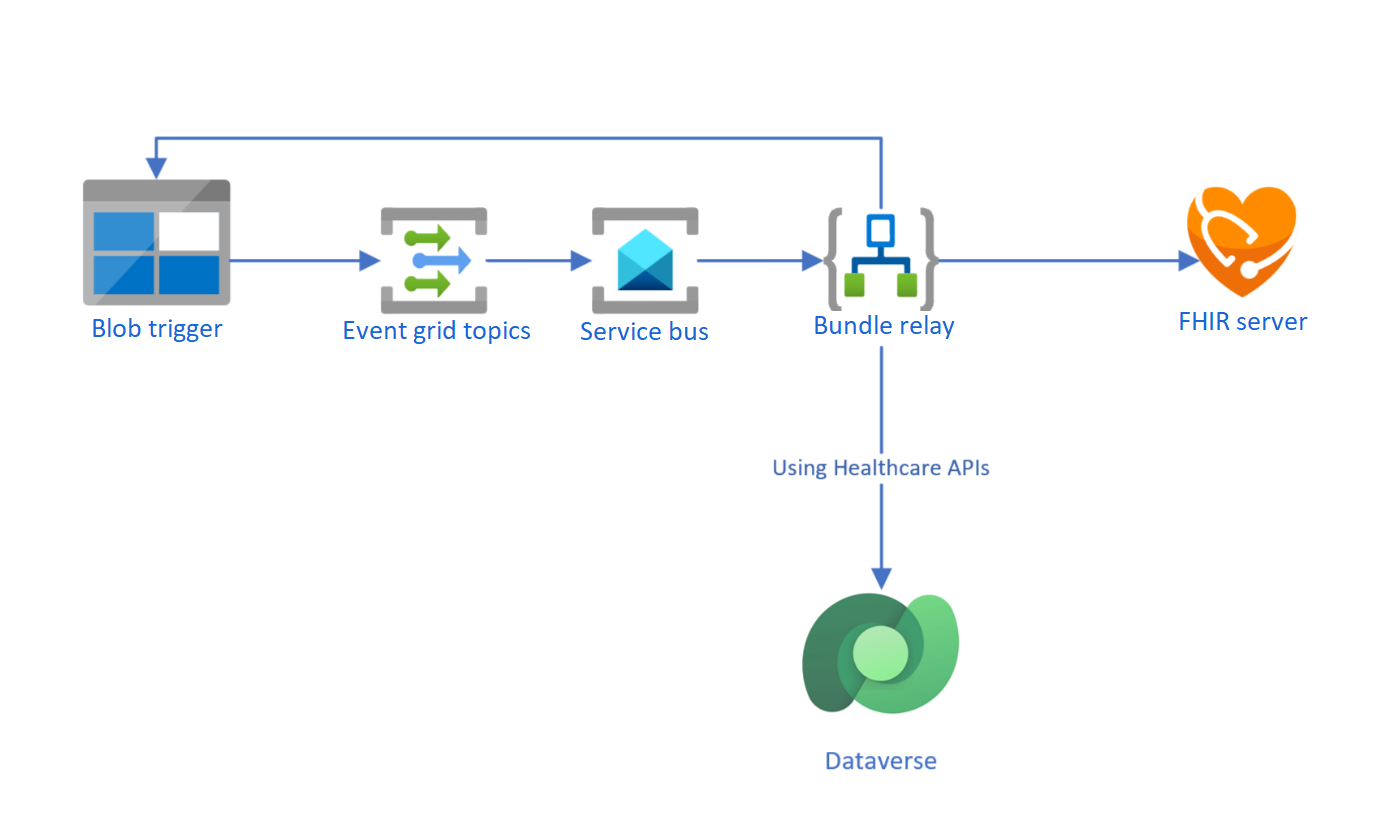 Blob trigger
Event grid topics
Service bus
Bundle relay
FHIR server
Using Healthcare APIs
Dataverse